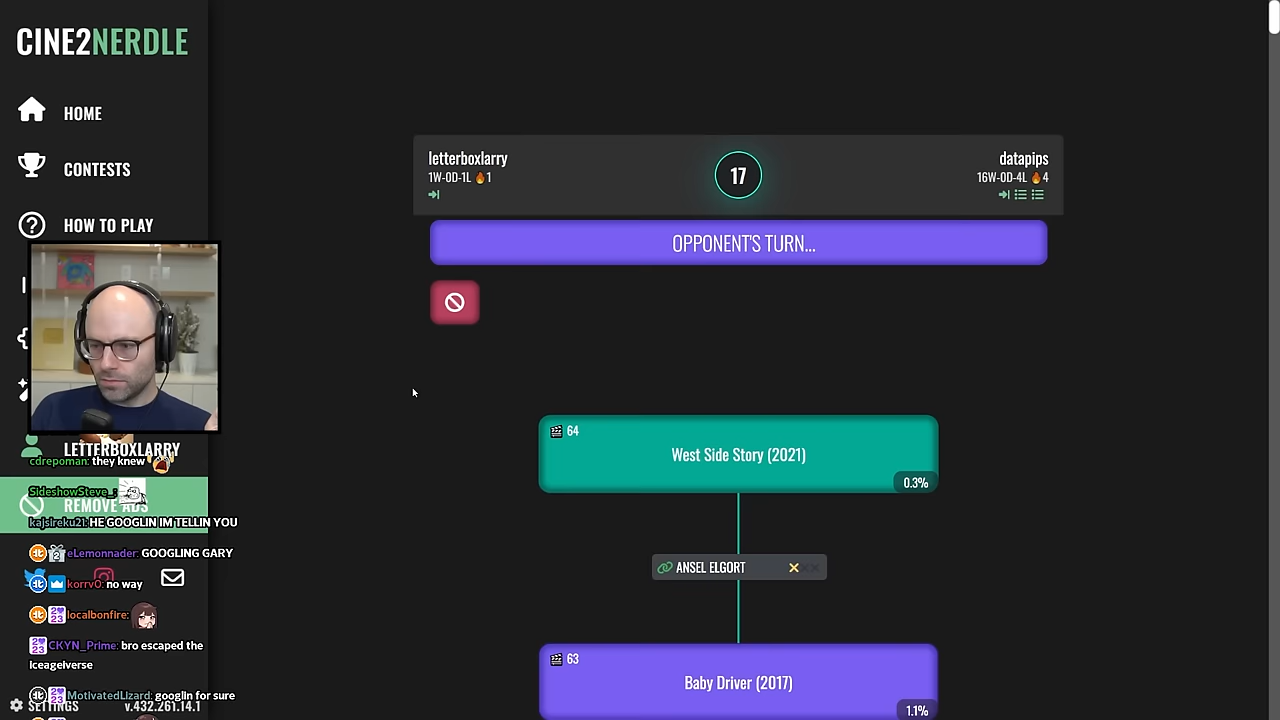 CINE2NERDLE
HOME
CONTESTS
HOW TO PLAY
LETTERBOXLARRY
cdrepoman: they knew
SideshowSteve_:
REMOVE ADS
kajsireku21: HE GOOGLIN IM TELLIN YOU
eLemonnader: GOOGLING GARY
korrv0: no way
localbonfire:
CKYN_Prime: bro escaped the
Iceageiverse
MotivatedLizard: googlin for sure
SETTINGS
v.432.261.14.1
letterboxlarry
1W-0D-1L 1
17
datapips
16W-0D-4L 4
OPPONENT'S TURN...
64
West Side Story (2021)
0.3%
ANSEL ELGORT
63
Baby Driver (2017)
1.1%